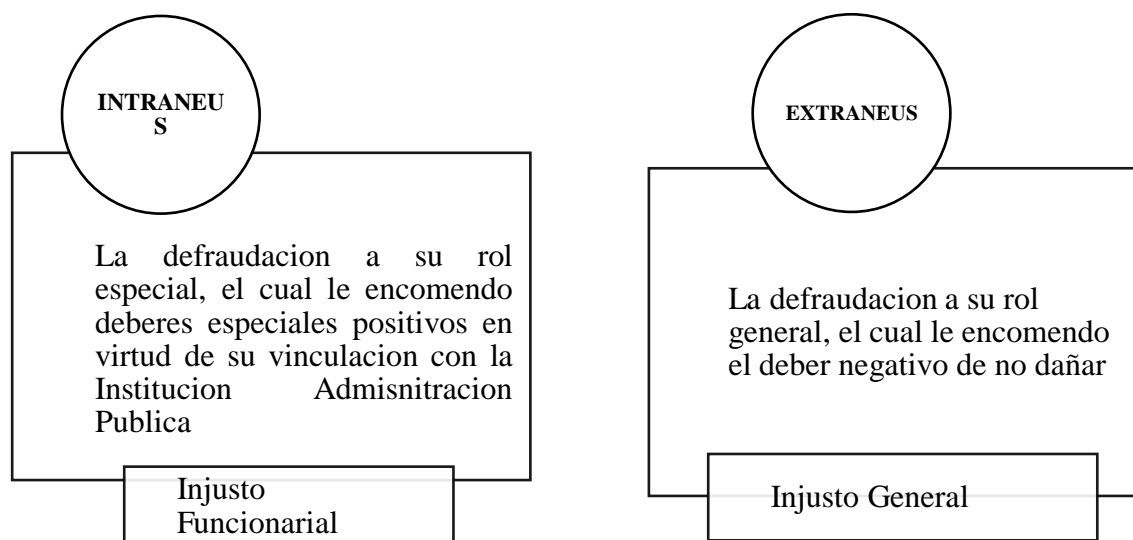 INTRANEU
S
La defraudacion a su rol
especial, el cual le encomendo
deberes especiales positivos en
virtud de su vinculacion con la
Institucion Admisnitracion
Publica
Injusto
Funcionarial
EXTRANEUS
La defraudacion a su rol
general, el cual le encomendo
el deber negativo de no dañar
Injusto General